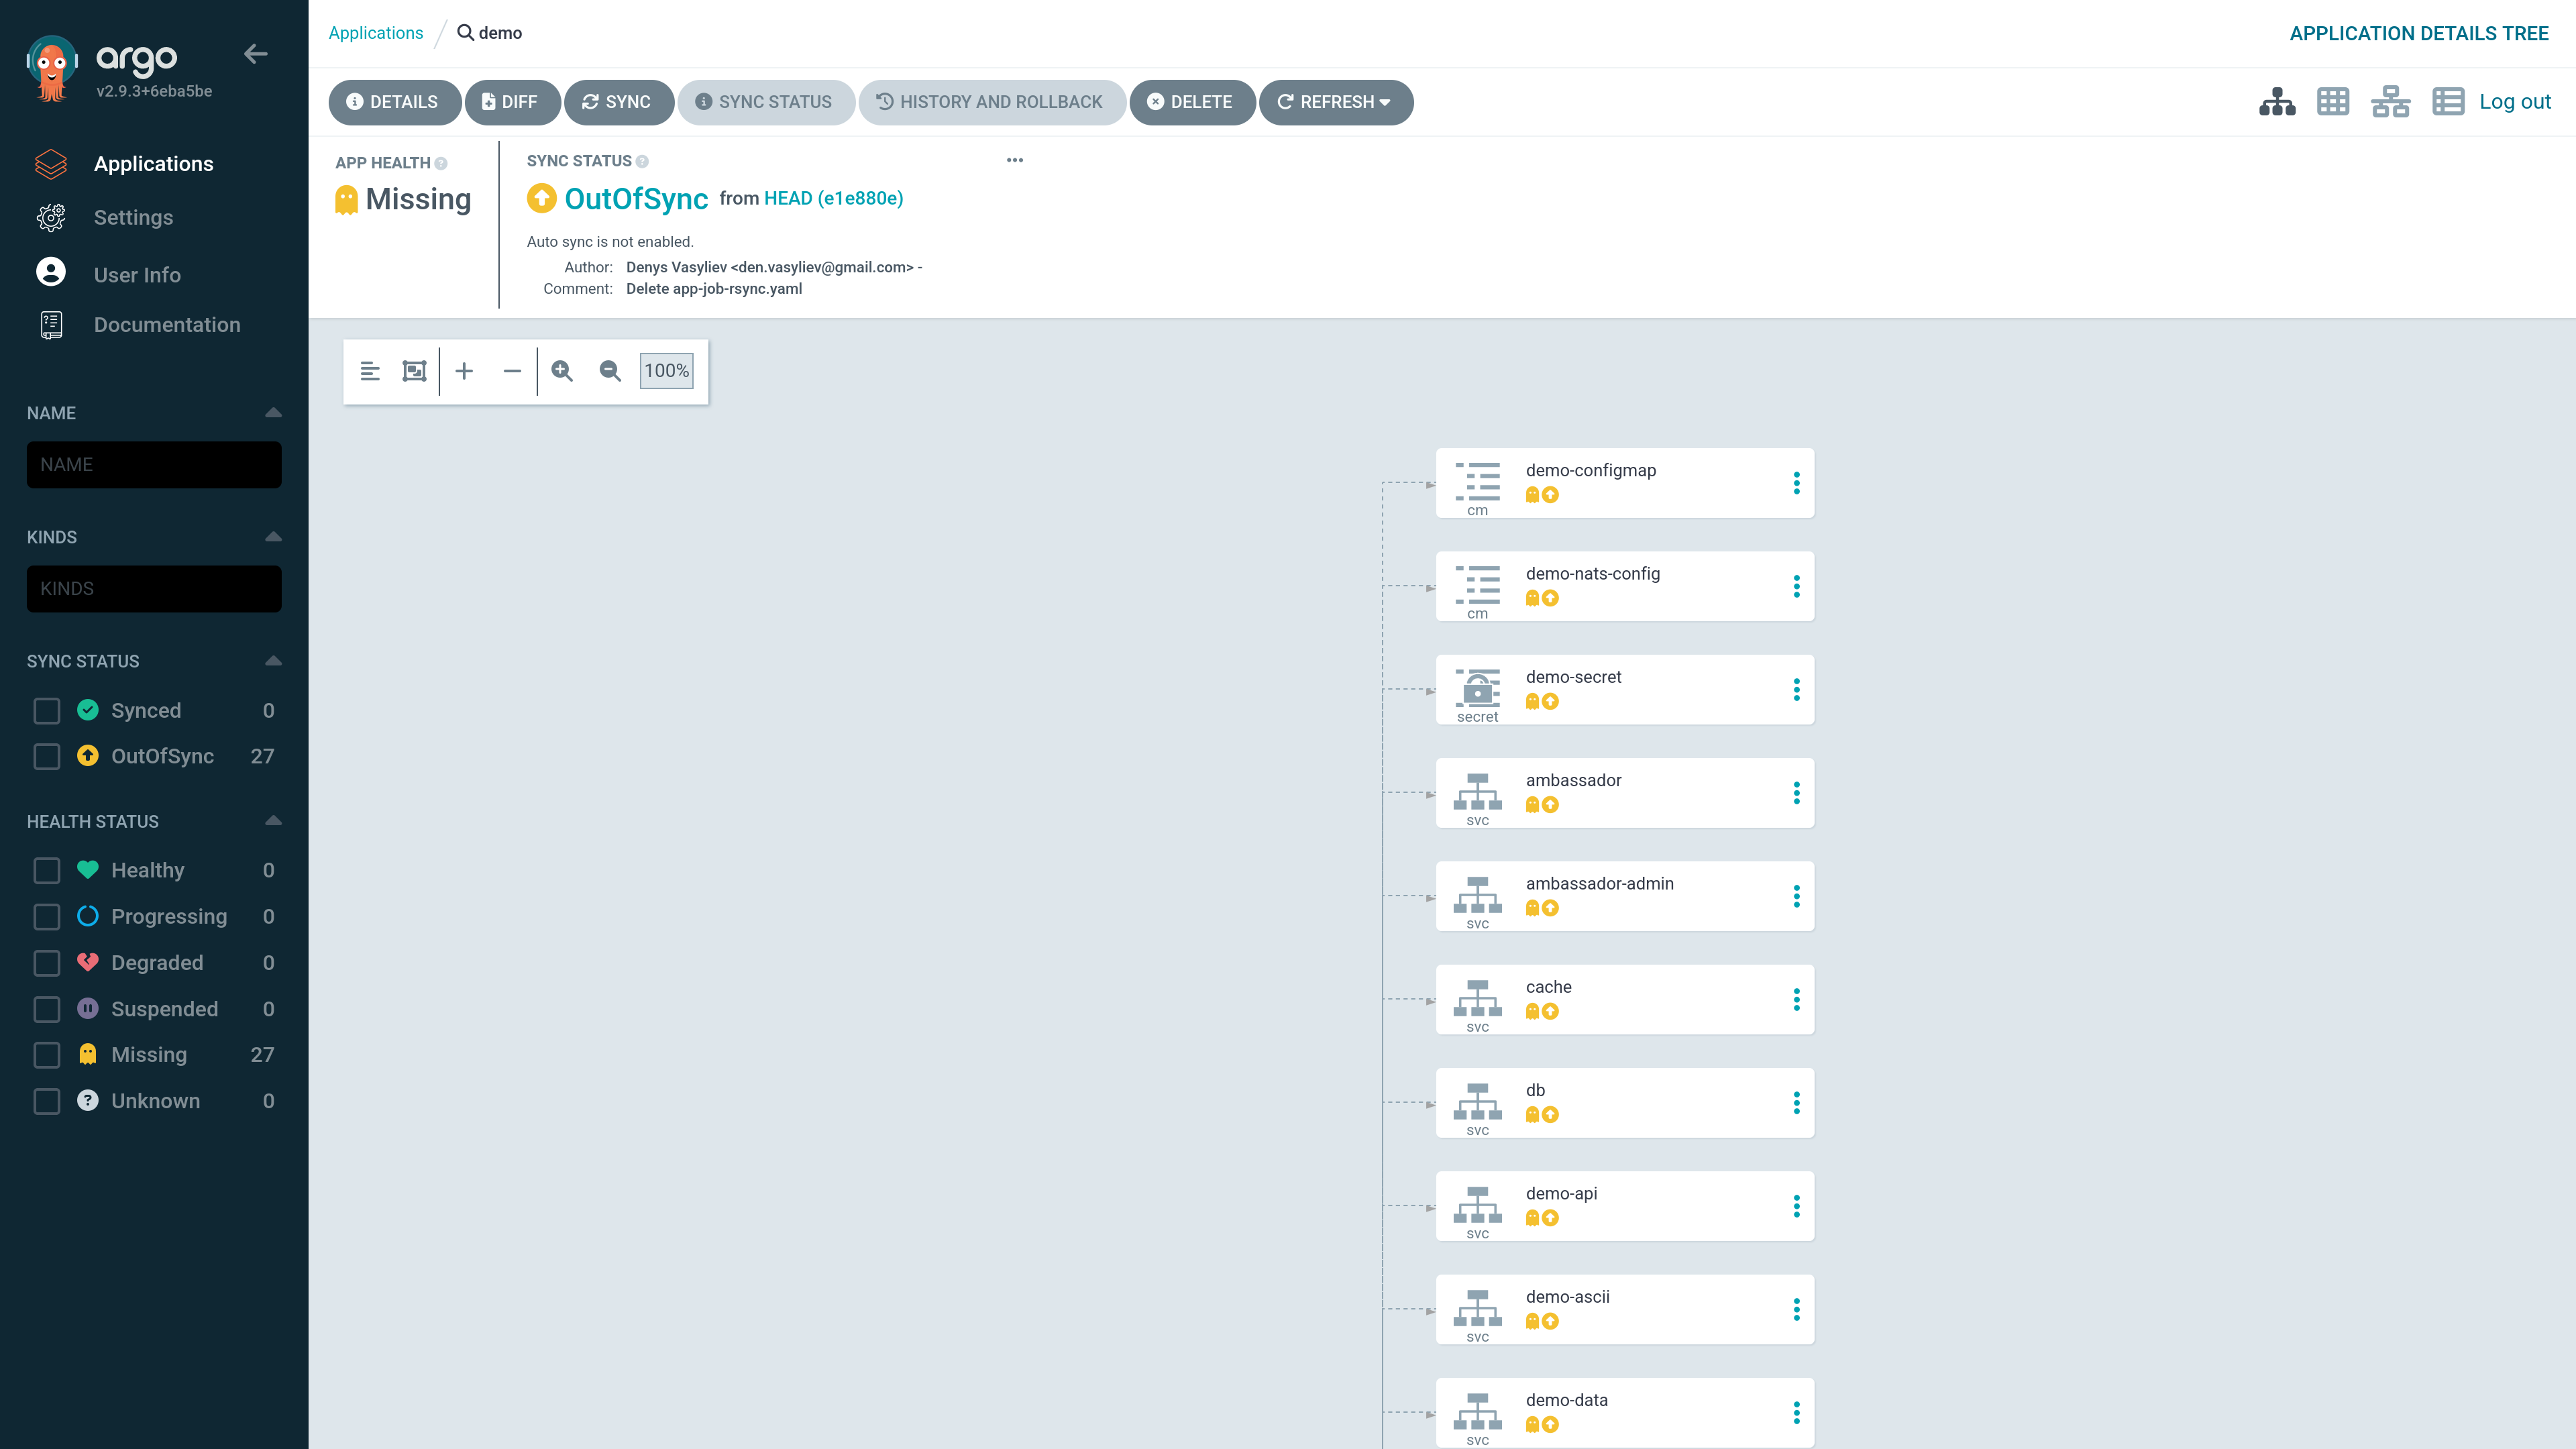 argo
v2.9.3+6eba5be
Applications
Settings
User Info
Documentation
NAME
NAME
KINDS
KINDS
SYNC STATUS
Synced 0
OutOfSync 27
HEALTH STATUS
Healthy 0
Progressing 0
Degraded 0
Suspended 0
Missing 27
Unknown 0
Applications / demo
APPLICATION DETAILS TREE
DETAILS DIFF SYNC SYNC STATUS HISTORY AND ROLLBACK DELETE REFRESH
Log out
APP HEALTH
Missing
SYNC STATUS
OutOfSync from HEAD (e1e880e)
Auto sync is not enabled.
Author: Denys Vasyliev <den.vasyliev@gmail.com> -
Comment: Delete app-job-rsync.yaml
100%
demo-configmap
cm
demo-nats-config
cm
demo-secret
secret
ambassador
svc
ambassador-admin
svc
cache
svc
db
svc
demo-api
svc
demo-ascii
svc
demo-data
svc